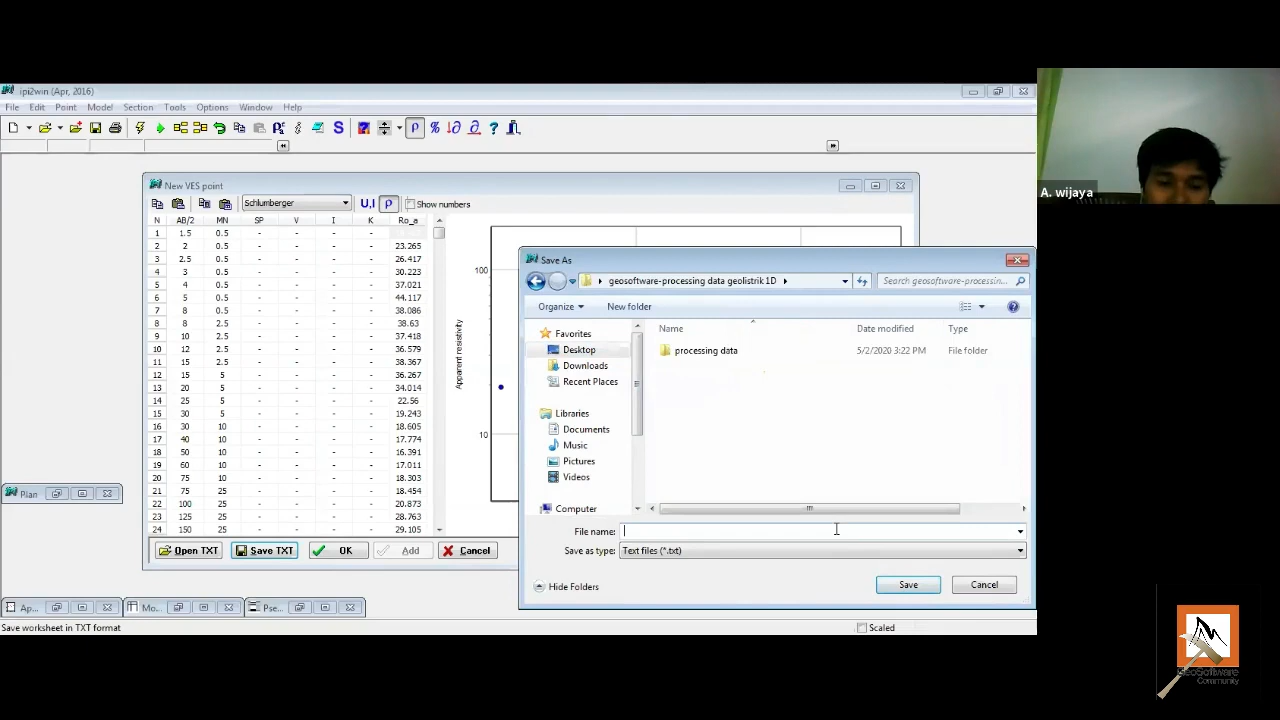 ipi2win (Apr, 2016)
File Edit Point Model Section Tools Options Window Help
New VES point
Schlumberger U,I ρ Show numbers
N AB/2 MN SP V I K Ro_a
1 1.5 0.5 - - - -
2 2 0.5 - - - - 23.265
3 2.5 0.5 - - - - 26.417
4 3 0.5 - - - - 30.223
5 4 0.5 - - - - 37.021
6 5 0.5 - - - - 44.117
7 8 0.5 - - - - 38.086
8 8 2.5 - - - - 38.63
9 10 2.5 - - - - 37.418
10 12 2.5 - - - - 36.579
11 15 2.5 - - - - 38.367
12 15 5 - - - - 36.267
13 20 5 - - - - 34.014
14 25 5 - - - - 22.56
15 30 5 - - - - 19.243
16 30 10 - - - - 18.605
17 40 10 - - - - 17.774
18 50 10 - - - - 16.391
19 60 10 - - - - 17.011
20 75 10 - - - - 18.303
21 75 25 - - - - 18.454
22 100 25 - - - - 20.873
23 125 25 - - - - 28.763
24 150 25 - - - - 29.105
Open TXT Save TXT OK Add Cancel
100
10
Apparent resistivity
Save As
geosoftware-processing data geolistrik 1D
Search geosoftware-processin...
Organize New folder
Favorites
Desktop
Downloads
Recent Places
Libraries
Documents
Music
Pictures
Videos
Computer
Name Date modified Type
processing data 5/2/2020 3:22 PM File folder
File name:
Save as type: Text files (*.txt)
Hide Folders Save Cancel
Plan
Ap... Mo... Pse...
Save worksheet in TXT format Scaled
A. wijaya
GeoSoftware
Community